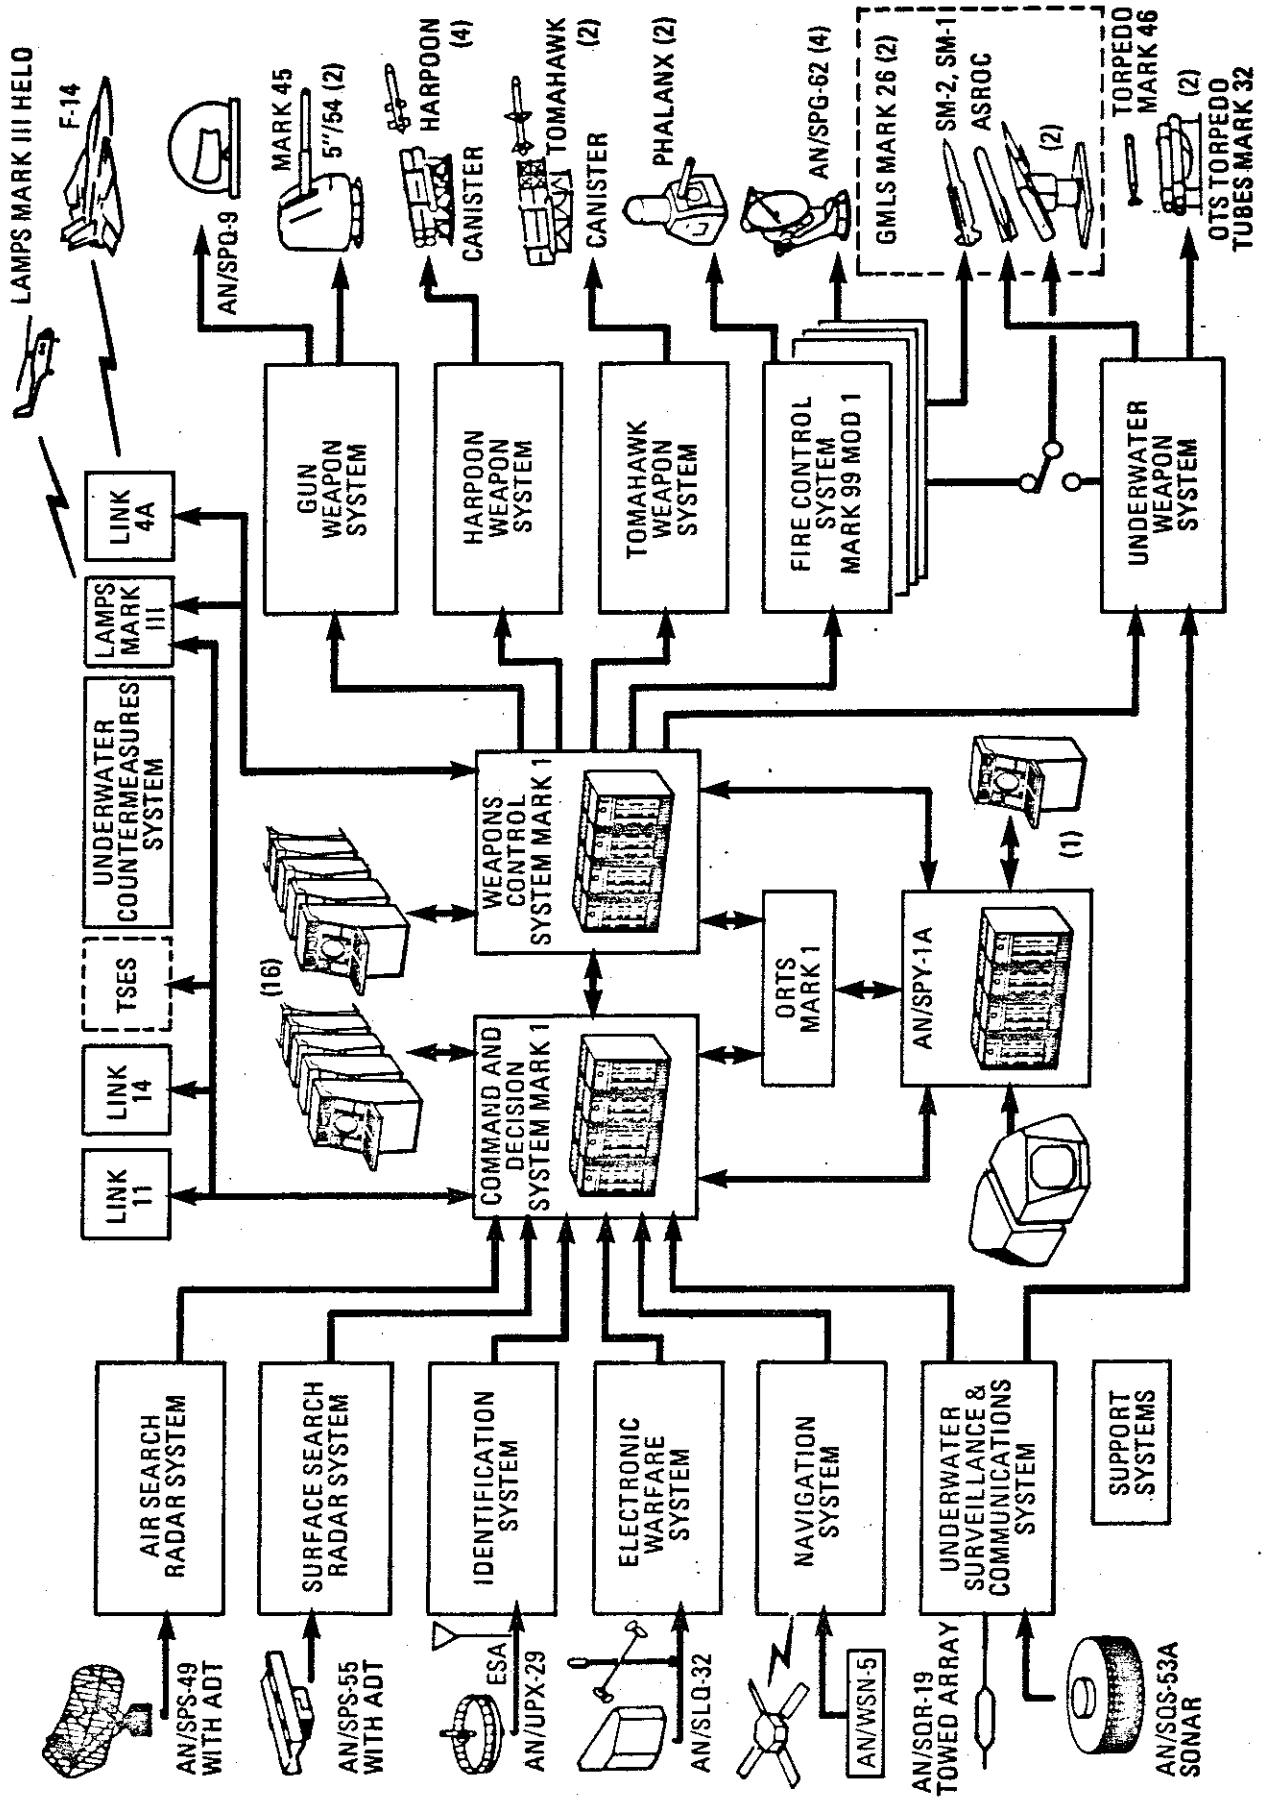 AN/SPS-49
WITH ADT
AIR SEARCH
RADAR SYSTEM
AN/SPS-55
WITH ADT
SURFACE SEARCH
RADAR SYSTEM
ESA
AN/UPX-29
IDENTIFICATION
SYSTEM
AN/SLQ-32
ELECTRONIC
WARFARE
SYSTEM
AN/WSN-5
NAVIGATION
SYSTEM
AN/SQR-19
TOWED ARRAY
AN/SQS-53A
SONAR
UNDERWATER
SURVEILLANCE &
COMMUNICATIONS
SYSTEM
SUPPORT
SYSTEMS
LINK
11
LINK
14
TSES
UNDERWATER
COUNTERMEASURES
SYSTEM
LAMPS
MARK
III
LINK
4A
LAMPS MARK III HELO
F-14
(16)
COMMAND AND
DECISION
SYSTEM MARK 1
WEAPONS
CONTROL
SYSTEM MARK 1
ORTS
MARK 1
AN/SPY-1A
(1)
GUN
WEAPON
SYSTEM
AN/SPQ-9
MARK 45
5"/54 (2)
HARPOON
WEAPON
SYSTEM
HARPOON
(4)
CANISTER
TOMAHAWK
WEAPON
SYSTEM
TOMAHAWK
(2)
CANISTER
FIRE CONTROL
SYSTEM
MARK 99 MOD 1
PHALANX (2)
AN/SPG-62 (4)
GMLS MARK 26 (2)
SM-2, SM-1
ASROC
(2)
UNDERWATER
WEAPON
SYSTEM
TORPEDO
MARK 46
(2)
OTS TORPEDO
TUBES MARK 32